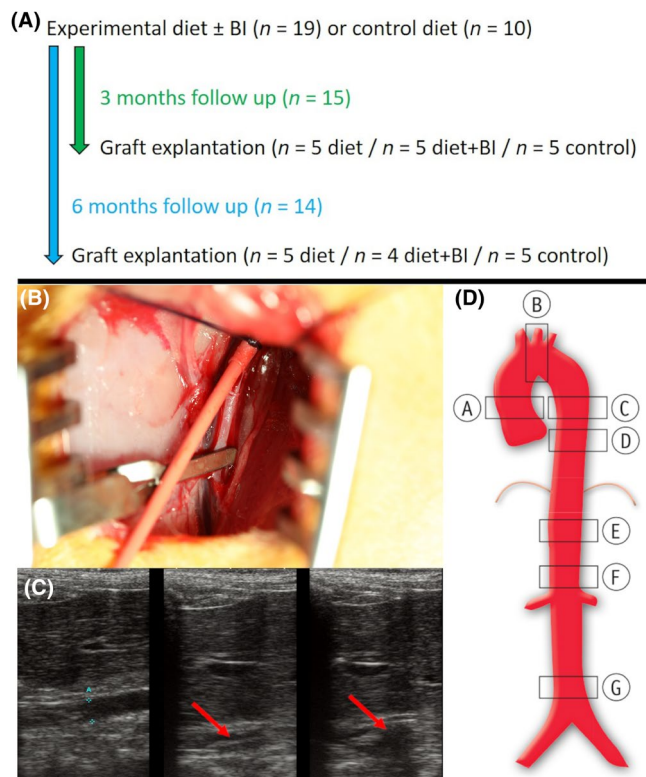 (A)
Experimental diet ± BI (n = 19) or control diet (n = 10)
3 months follow up (n = 15)
Graft explantation (n = 5 diet / n = 5 diet+BI / n = 5 control)
6 months follow up (n = 14)
Graft explantation (n = 5 diet / n = 4 diet+BI / n = 5 control)
(B)
(D)
B
A
C
D
E
F
G
(C)
A